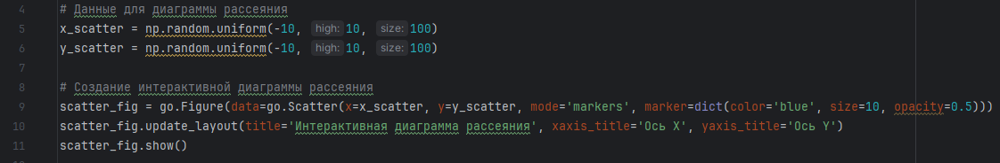 4 # Данные для диаграммы рассеяния
5 x_scatter = np.random.uniform(-10, high: 10, size: 100)
6 y_scatter = np.random.uniform(-10, high: 10, size: 100)
7
8 # Создание интерактивной диаграммы рассеяния
9 scatter_fig = go.Figure(data=go.Scatter(x=x_scatter, y=y_scatter, mode='markers', marker=dict(color='blue', size=10, opacity=0.5)))
10 scatter_fig.update_layout(title='Интерактивная диаграмма рассеяния', xaxis_title='Ось X', yaxis_title='Ось Y')
11 scatter_fig.show()